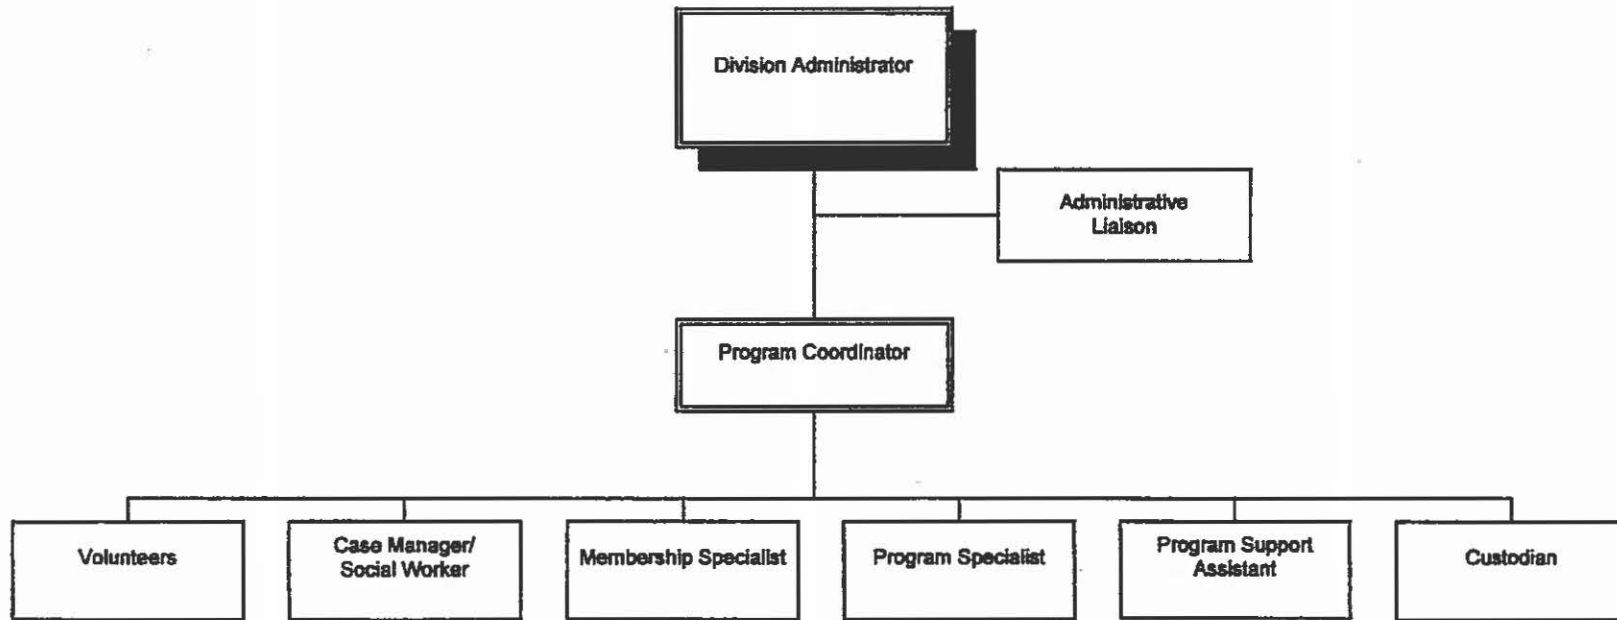 Division Administrator
Administrative
Liaison
Program Coordinator
Volunteers
Case Manager/
Social Worker
Membership Specialist
Program Specialist
Program Support
Assistant
Custodian